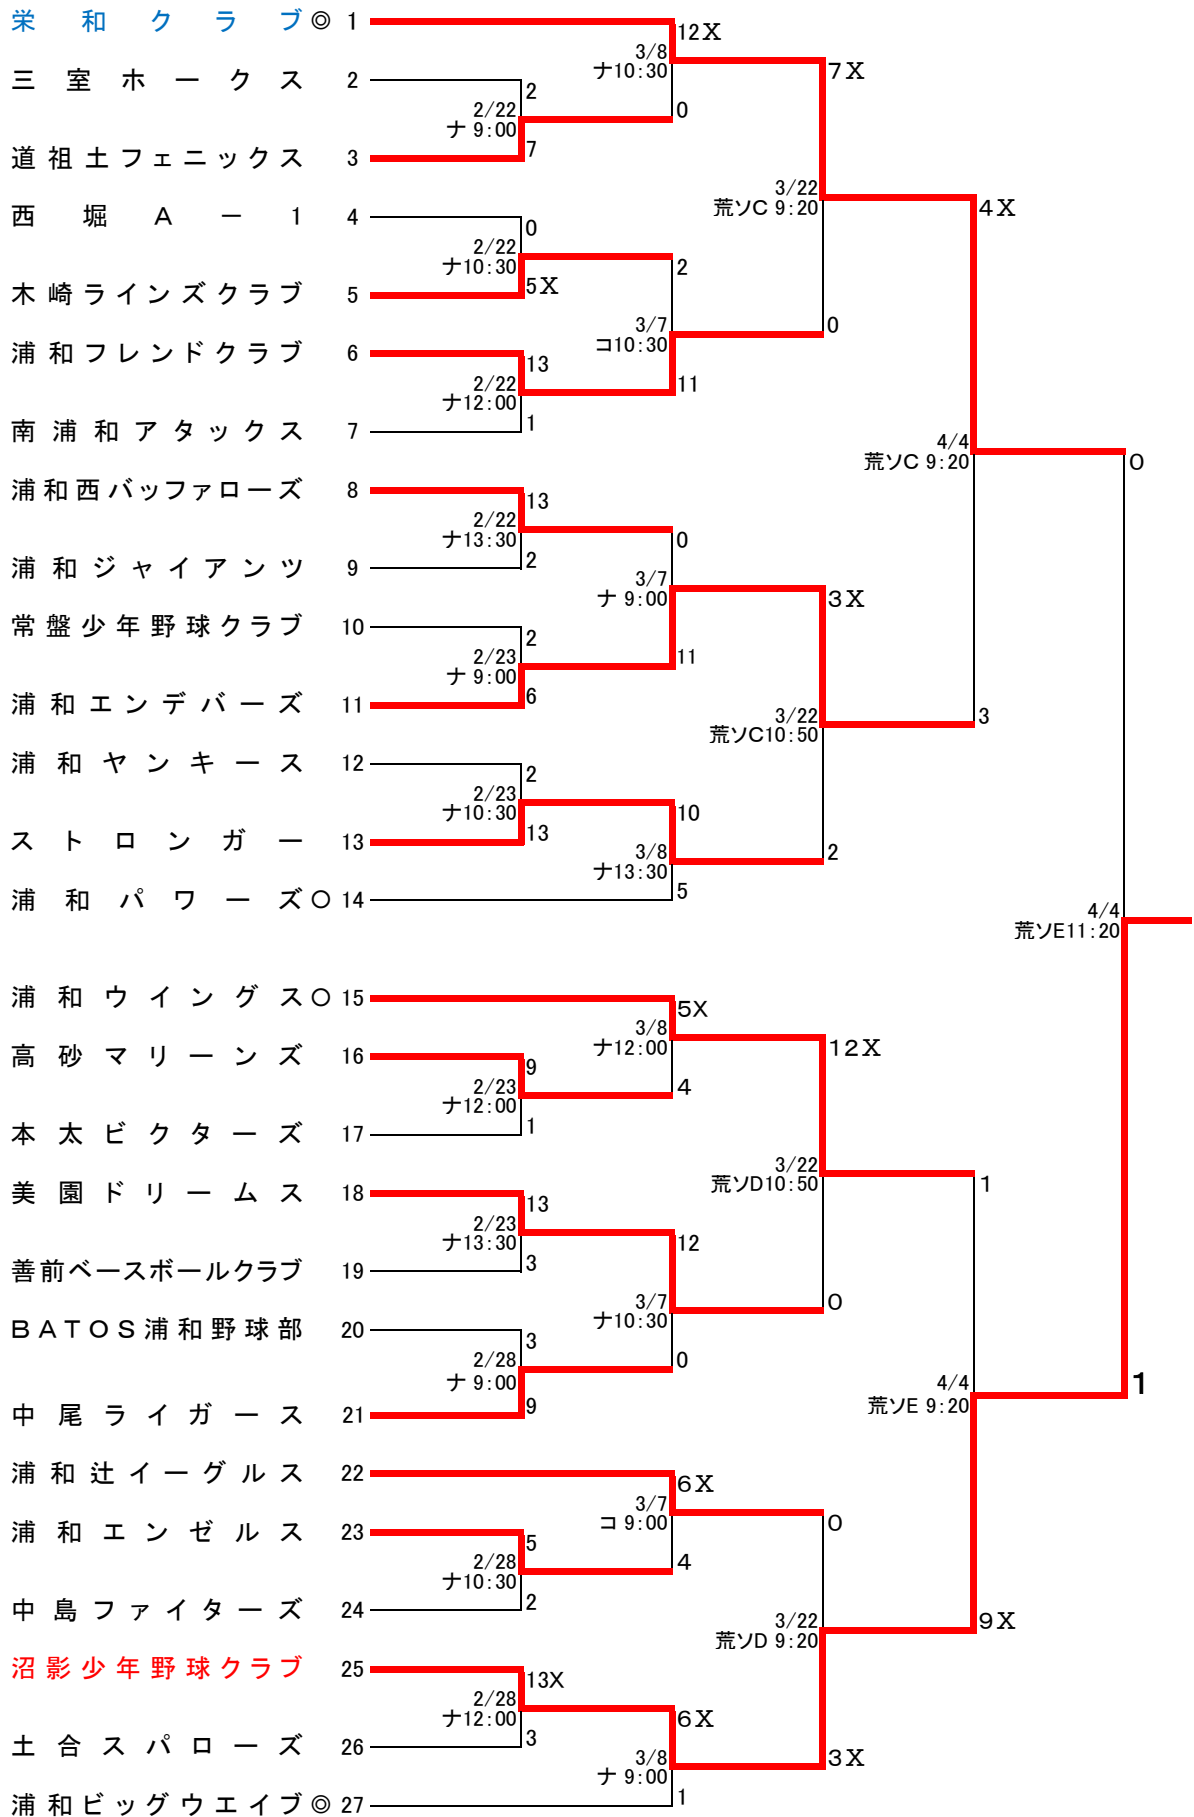 栄和クラブ◎ 1
12X
3/8
ナ10:30
7X
三室ホークス 2
2
2/22
ナ 9:00
0
道祖土フェニックス 3
7
3/22
荒ソC 9:20
4X
西堀A－1 4
0
2/22
ナ10:30
2
木崎ラインズクラブ 5
5X
3/7
コ10:30
0
浦和フレンドクラブ 6
13
2/22
ナ12:00
11
南浦和アタックス 7
1
4/4
荒ソC 9:20
0
浦和西バッファローズ 8
13
2/22
ナ13:30
0
浦和ジャイアンツ 9
2
3/7
ナ 9:00
3X
常盤少年野球クラブ 10
2
2/23
ナ 9:00
11
浦和エンデバーズ 11
6
3/22
荒ソC10:50
3
浦和ヤンキース 12
2
2/23
ナ10:30
10
ストロンガー 13
13
3/8
ナ13:30
2
浦和パワーズ○ 14
5
4/4
荒ソE11:20
浦和ウイングス○ 15
5X
3/8
ナ12:00
12X
高砂マリーンズ 16
9
2/23
ナ12:00
4
本太ビクターズ 17
1
3/22
荒ソD10:50
1
美園ドリームス 18
13
2/23
ナ13:30
12
善前ベースボールクラブ 19
3
3/7
ナ10:30
0
BATOS浦和野球部 20
3
2/28
ナ 9:00
0
中尾ライガース 21
9
4/4
荒ソE 9:20
1
浦和辻イーグルス 22
6X
3/7
コ 9:00
0
浦和エンゼルス 23
5
2/28
ナ10:30
4
中島ファイターズ 24
2
3/22
荒ソD 9:20
9X
沼影少年野球クラブ 25
13X
2/28
ナ12:00
6X
土合スパローズ 26
3
3/8
ナ 9:00
3X
浦和ビッグウエイブ◎ 27
1